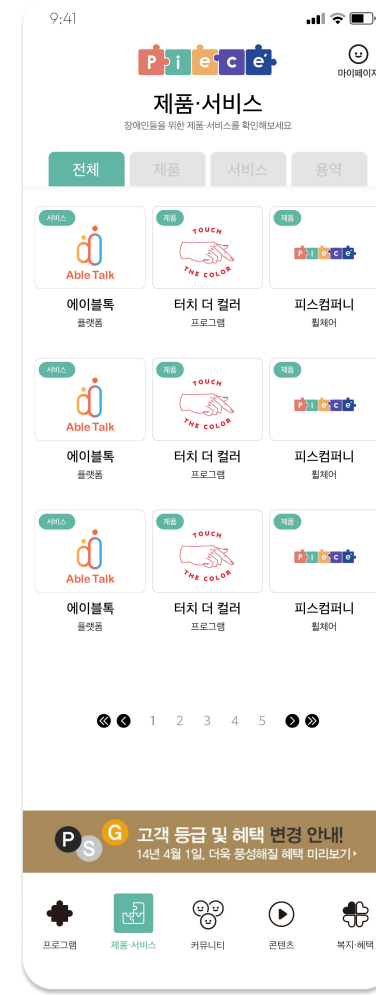 9:41
Piece
마이페이지
제품·서비스
장애인들을 위한 제품·서비스를 확인해보세요
전체 제품 서비스 용역
서비스 제품 제품
Able Talk TOUCH THE COLOR Piece
에이블톡 터치 더 컬러 피스컴퍼니
플랫폼 프로그램 휠체어
서비스 제품 제품
Able Talk TOUCH THE COLOR Piece
에이블톡 터치 더 컬러 피스컴퍼니
플랫폼 프로그램 휠체어
서비스 제품 제품
Able Talk TOUCH THE COLOR Piece
에이블톡 터치 더 컬러 피스컴퍼니
플랫폼 프로그램 휠체어
1 2 3 4 5
P S G 고객 등급 및 혜택 변경 안내!
14년 4월 1일, 더욱 풍성해질 혜택 미리보기
프로그램 제품·서비스 커뮤니티 콘텐츠 복지·혜택